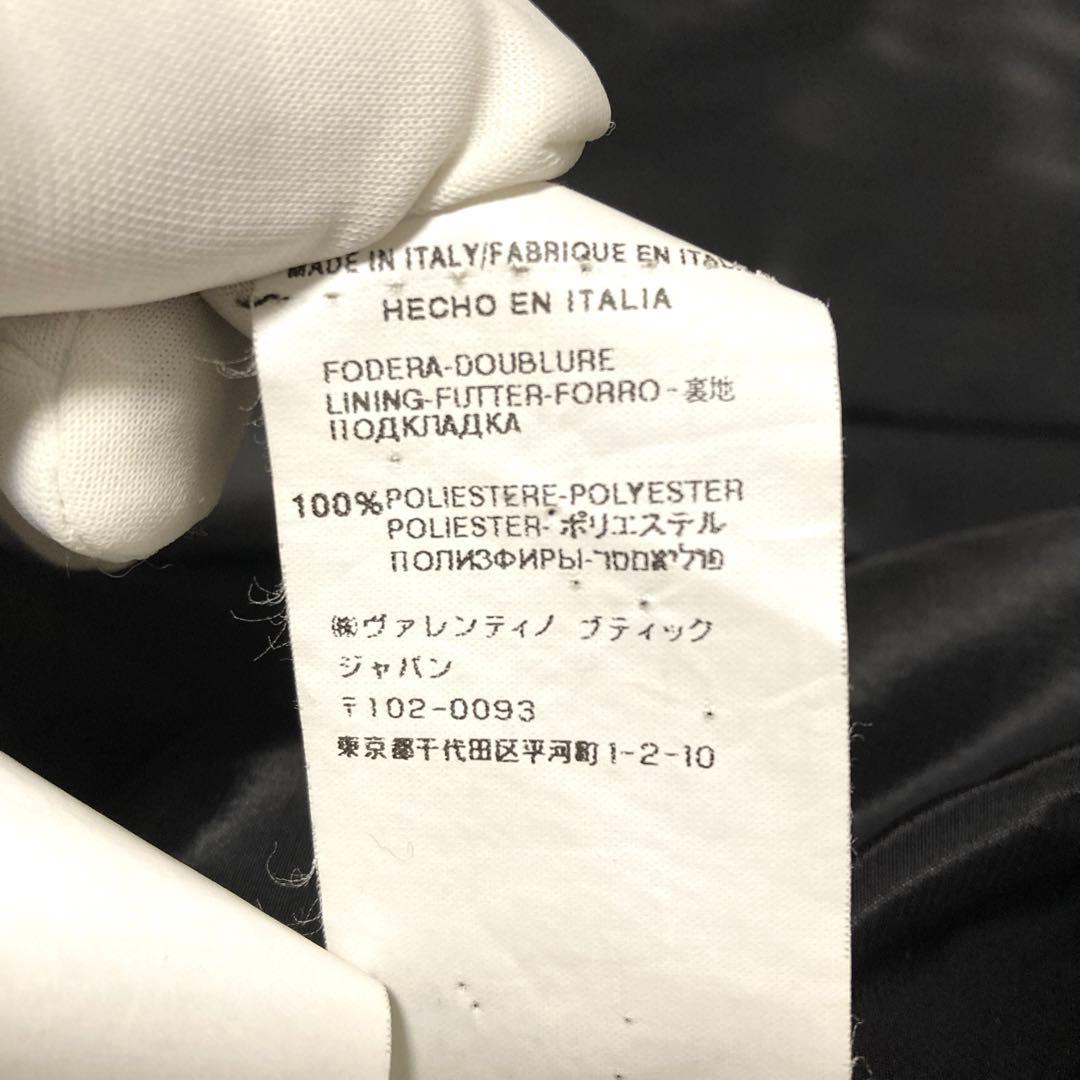 MADE IN ITALY/FABRIQUE EN
HECHO EN ITALIA
FODERA-DOUBLURE
LINING-FUTTER-FORRO-裏地
ПОДКЛАДКА
100%POLIESTERE-POLYESTER
POLIESTER-ポリエステル
ПОЛИЭФИРЫ-פוליאסטר
㈱ヴァレンティノ ブティック
ジャパン
〒102-0093
東京都千代田区平河町1-2-10